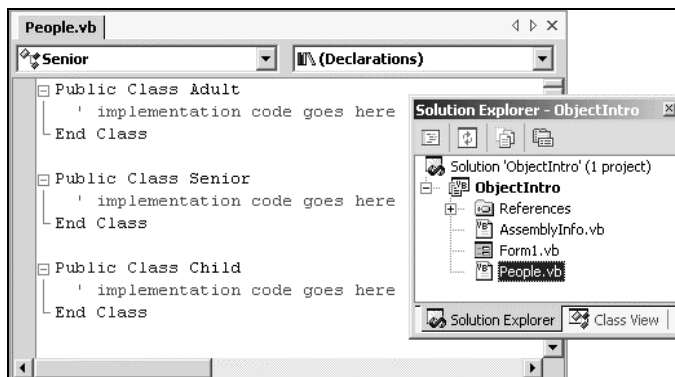 People.vb
Senior
(Declarations)
Public Class Adult
' implementation code goes here
End Class
Public Class Senior
' implementation code goes here
End Class
Public Class Child
' implementation code goes here
End Class
Solution Explorer - ObjectIntro
Solution 'ObjectIntro' (1 project)
ObjectIntro
References
AssemblyInfo.vb
Form1.vb
People.vb
Solution Explorer
Class View